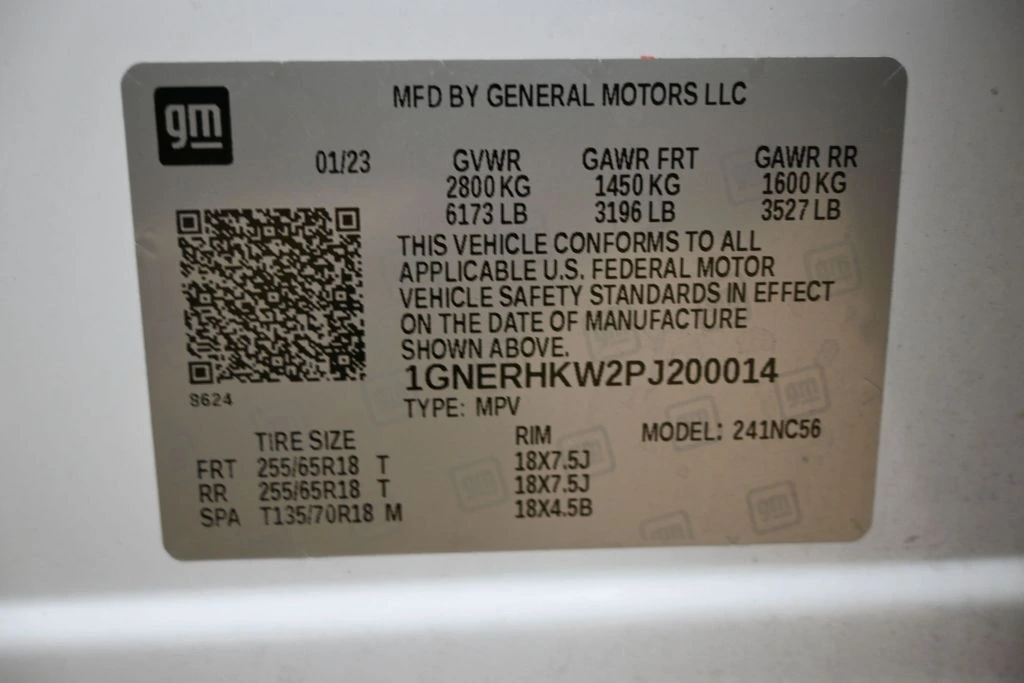 gm
MFD BY GENERAL MOTORS LLC
01/23 GVWR GAWR FRT GAWR RR
2800 KG 1450 KG 1600 KG
6173 LB 3196 LB 3527 LB
THIS VEHICLE CONFORMS TO ALL
APPLICABLE U.S. FEDERAL MOTOR
VEHICLE SAFETY STANDARDS IN EFFECT
ON THE DATE OF MANUFACTURE
SHOWN ABOVE.
1GNERHKW2PJ200014
S624
TYPE: MPV
TIRE SIZE RIM MODEL: 241NC56
FRT 255/65R18 T 18X7.5J
RR 255/65R18 T 18X7.5J
SPA T135/70R18 M 18X4.5B